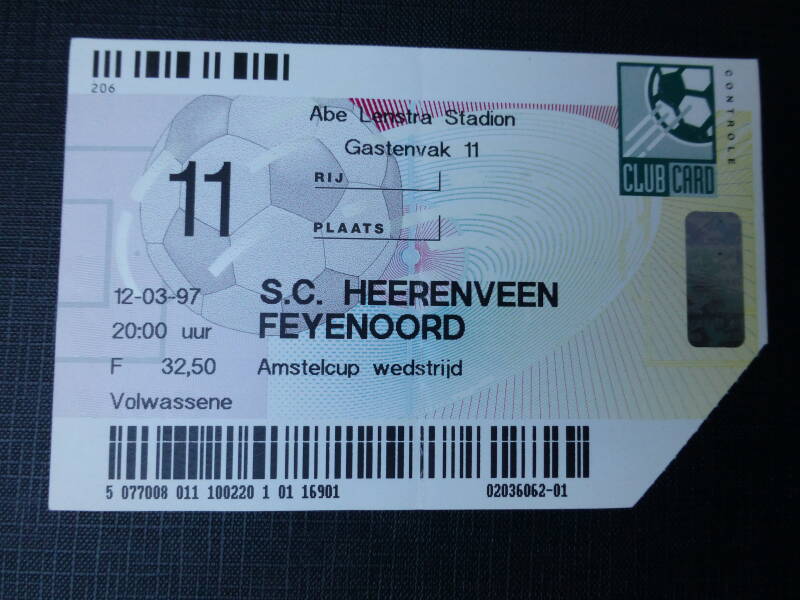 206
Abe Lenstra Stadion
Gastenvak 11
11
RIJ
PLAATS
CLUB CARD
CONTROLE
12-03-97 S.C. HEERENVEEN
20:00 uur FEYENOORD
F 32,50 Amstelcup wedstrijd
Volwassene
5 077008 011 100220 1 01 16901 02036062-01